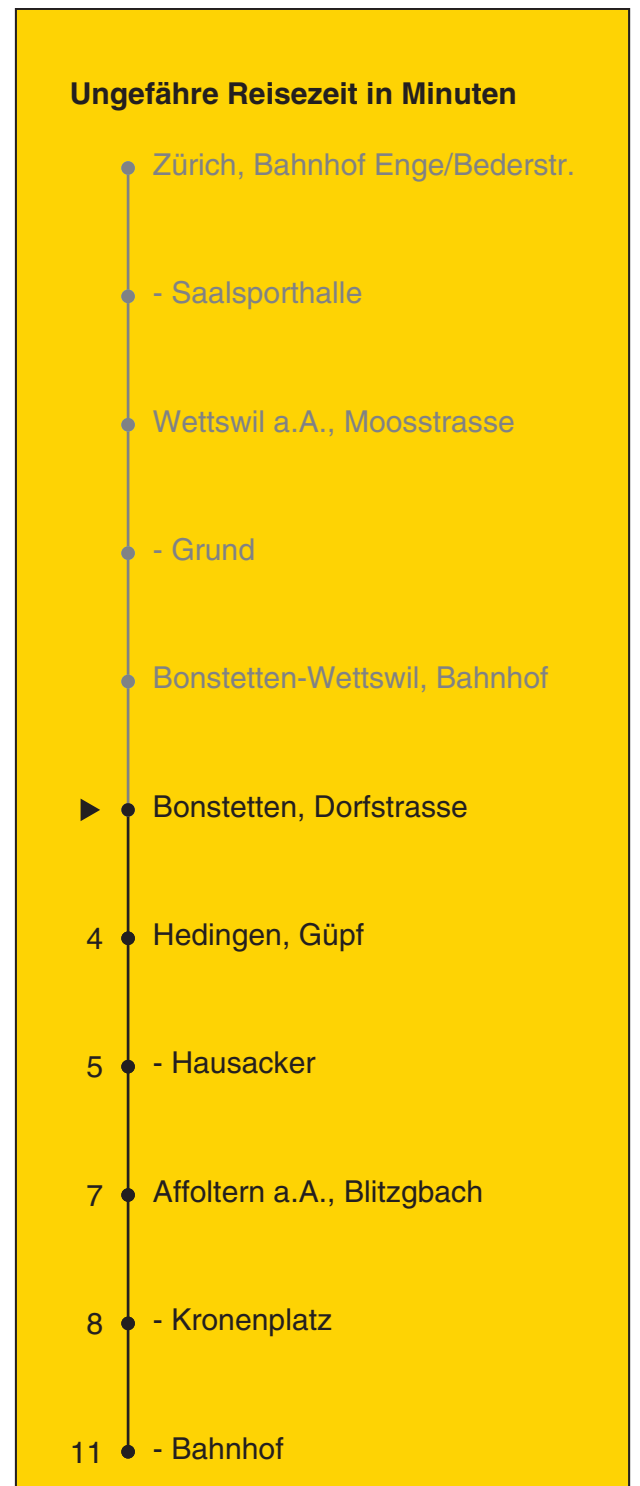 Ungefähre Reisezeit in Minuten
Zürich, Bahnhof Enge/Bederstr.
- Saalsporthalle
Wettswil a.A., Moosstrasse
- Grund
Bonstetten-Wettswil, Bahnhof
Bonstetten, Dorfstrasse
4 Hedingen, Güpf
5 - Hausacker
7 Affoltern a.A., Blitzgbach
8 - Kronenplatz
11 - Bahnhof